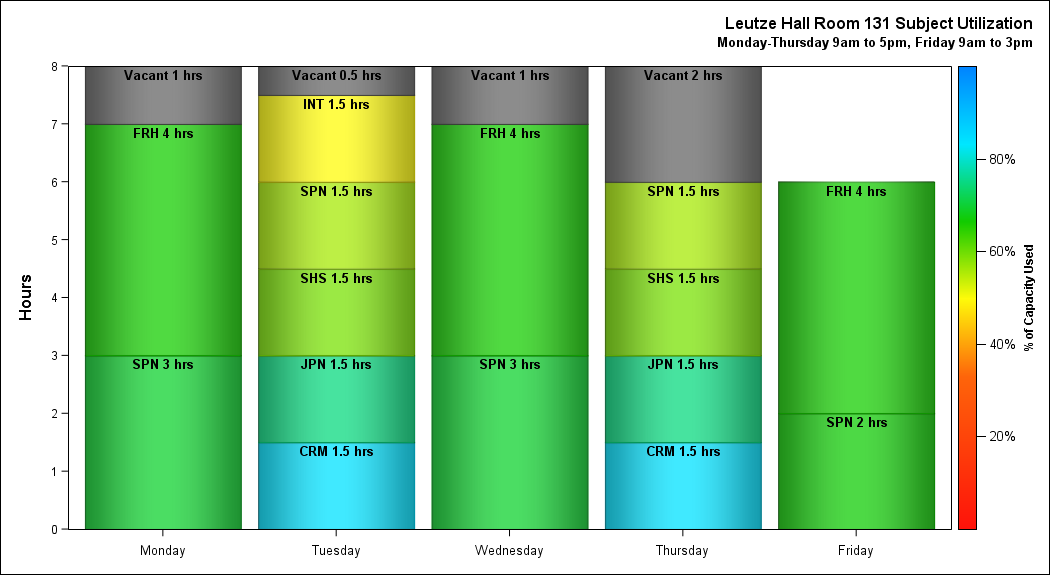 Leutze Hall Room 131 Subject Utilization
Monday-Thursday 9am to 5pm, Friday 9am to 3pm
Hours
8
7
6
5
4
3
2
1
0
Vacant 1 hrs
FRH 4 hrs
SPN 3 hrs
Vacant 0.5 hrs
INT 1.5 hrs
SPN 1.5 hrs
SHS 1.5 hrs
JPN 1.5 hrs
CRM 1.5 hrs
Vacant 1 hrs
FRH 4 hrs
SPN 3 hrs
Vacant 2 hrs
SPN 1.5 hrs
SHS 1.5 hrs
JPN 1.5 hrs
CRM 1.5 hrs
FRH 4 hrs
SPN 2 hrs
Monday
Tuesday
Wednesday
Thursday
Friday
80%
60%
40%
20%
% of Capacity Used